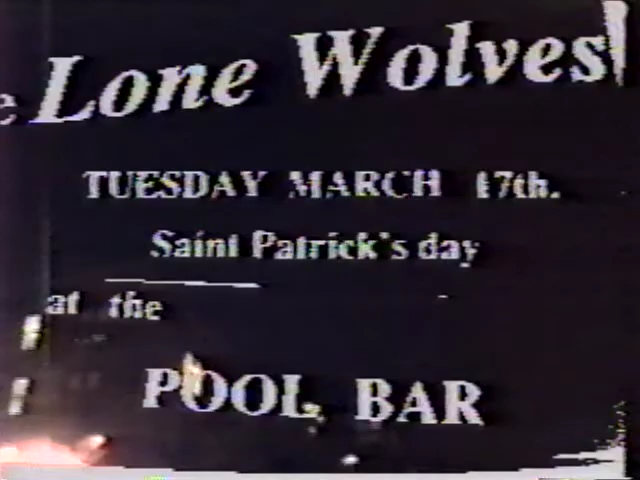 e Lone Wolves
TUESDAY MARCH 17th.
Saint Patrick's day
at the
POOL BAR